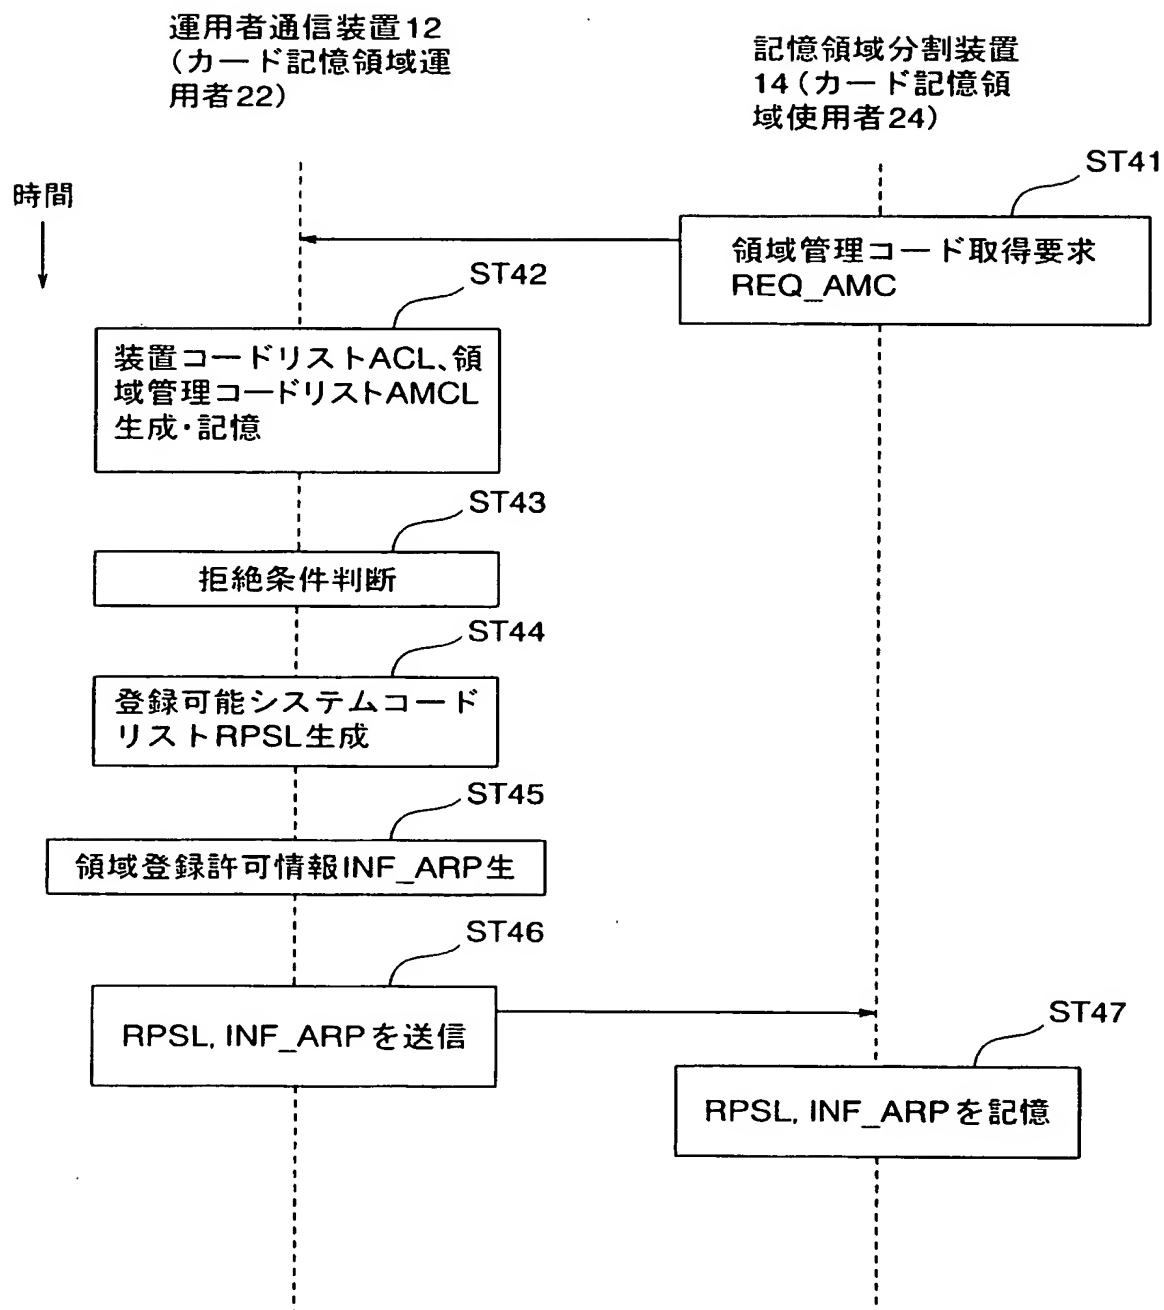 運用者通信装置12
(カード記憶領域運
用者22)
記憶領域分割装置
14(カード記憶領
域使用者24)
時間
ST41
領域管理コード取得要求
REQ_AMC
ST42
装置コードリストACL、領
域管理コードリストAMCL
生成・記憶
ST43
拒絶条件判断
ST44
登録可能システムコード
リストRPSL生成
ST45
領域登録許可情報INF_ARP生
ST46
RPSL, INF_ARPを送信
ST47
RPSL, INF_ARPを記憶